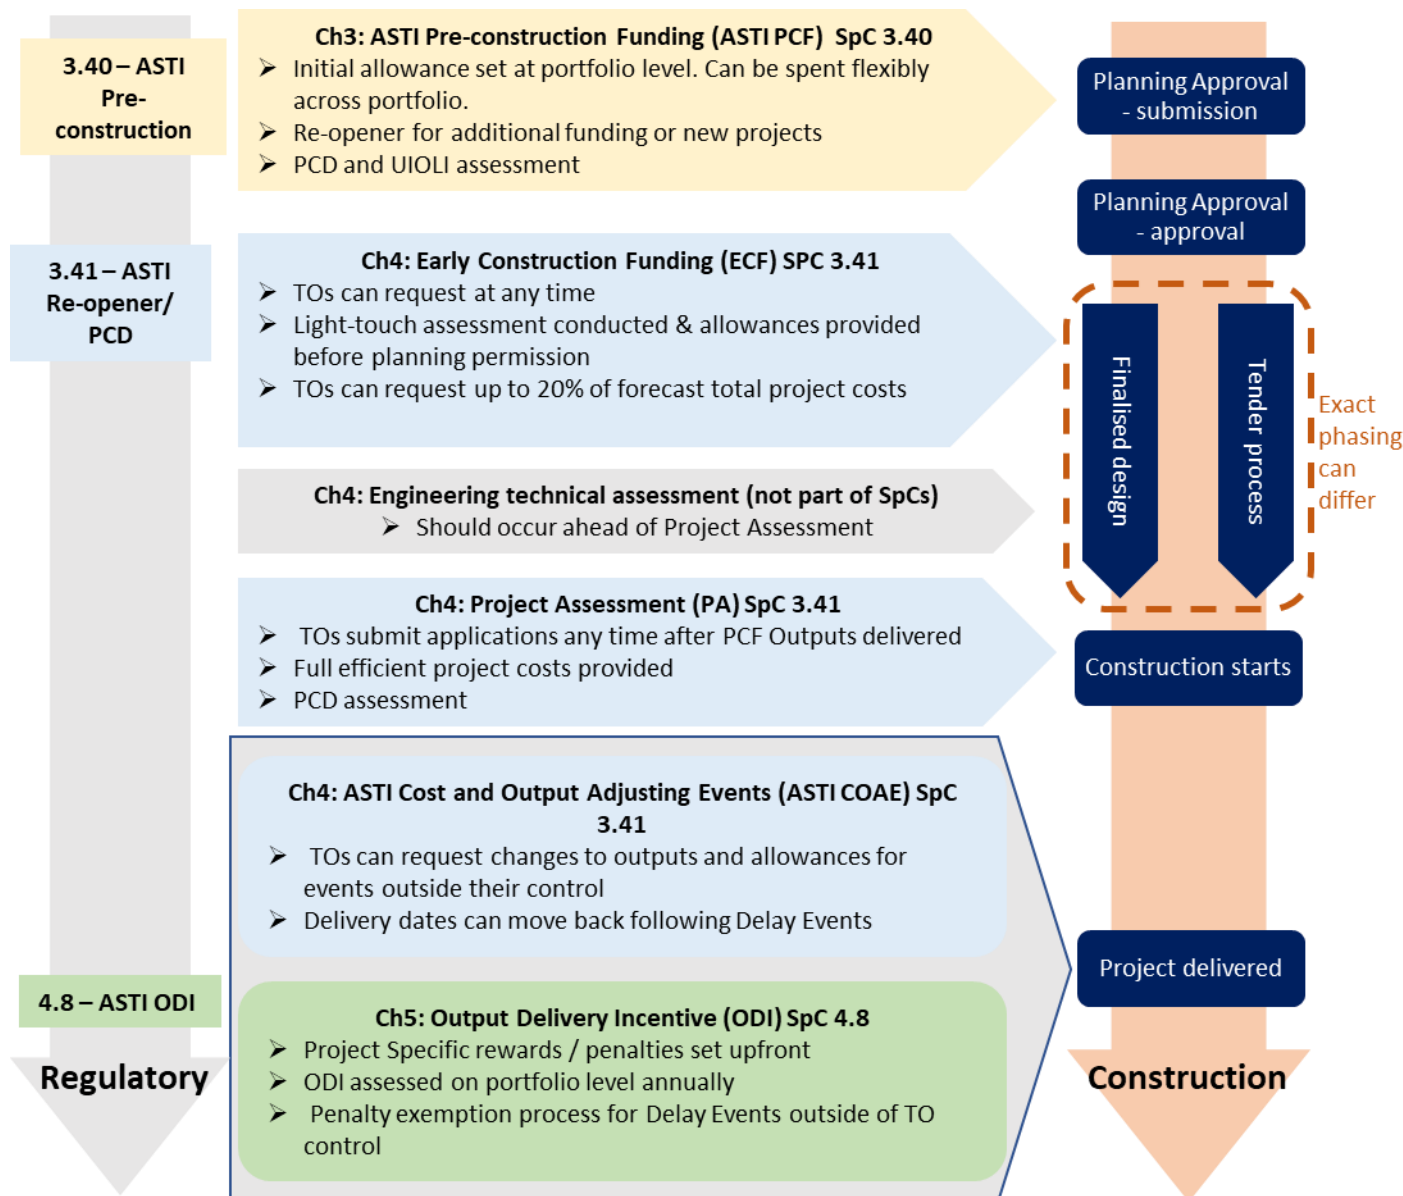 3.40 – ASTI
Pre-
construction
Ch3: ASTI Pre-construction Funding (ASTI PCF)  SpC 3.40
➢ Initial allowance set at portfolio level. Can be spent flexibly
across portfolio.
➢ Re-opener for additional funding or new projects
➢ PCD and UIOLI assessment
Planning Approval
- submission
Planning Approval
- approval
3.41 – ASTI
Re-opener/
PCD
Ch4: Early Construction Funding (ECF) SPC 3.41
➢ TOs can request at any time
➢ Light-touch assessment conducted & allowances provided
before planning permission
➢ TOs can request up to 20% of forecast total project costs
Finalised design
Tender process
Exact
phasing
can
differ
Ch4: Engineering technical assessment (not part of SpCs)
➢ Should occur ahead of Project Assessment
Ch4: Project Assessment (PA) SpC 3.41
➢ TOs submit applications any time after PCF Outputs delivered
➢ Full efficient project costs provided
➢ PCD assessment
Construction starts
Ch4: ASTI Cost and Output Adjusting Events (ASTI COAE) SpC
3.41
➢ TOs can request changes to outputs and allowances for
events outside their control
➢ Delivery dates can move back following Delay Events
Project delivered
4.8 – ASTI ODI
Ch5: Output Delivery Incentive (ODI) SpC 4.8
➢ Project Specific rewards / penalties set upfront
➢ ODI assessed on portfolio level annually
➢ Penalty exemption process for Delay Events outside of TO
control
Regulatory
Construction